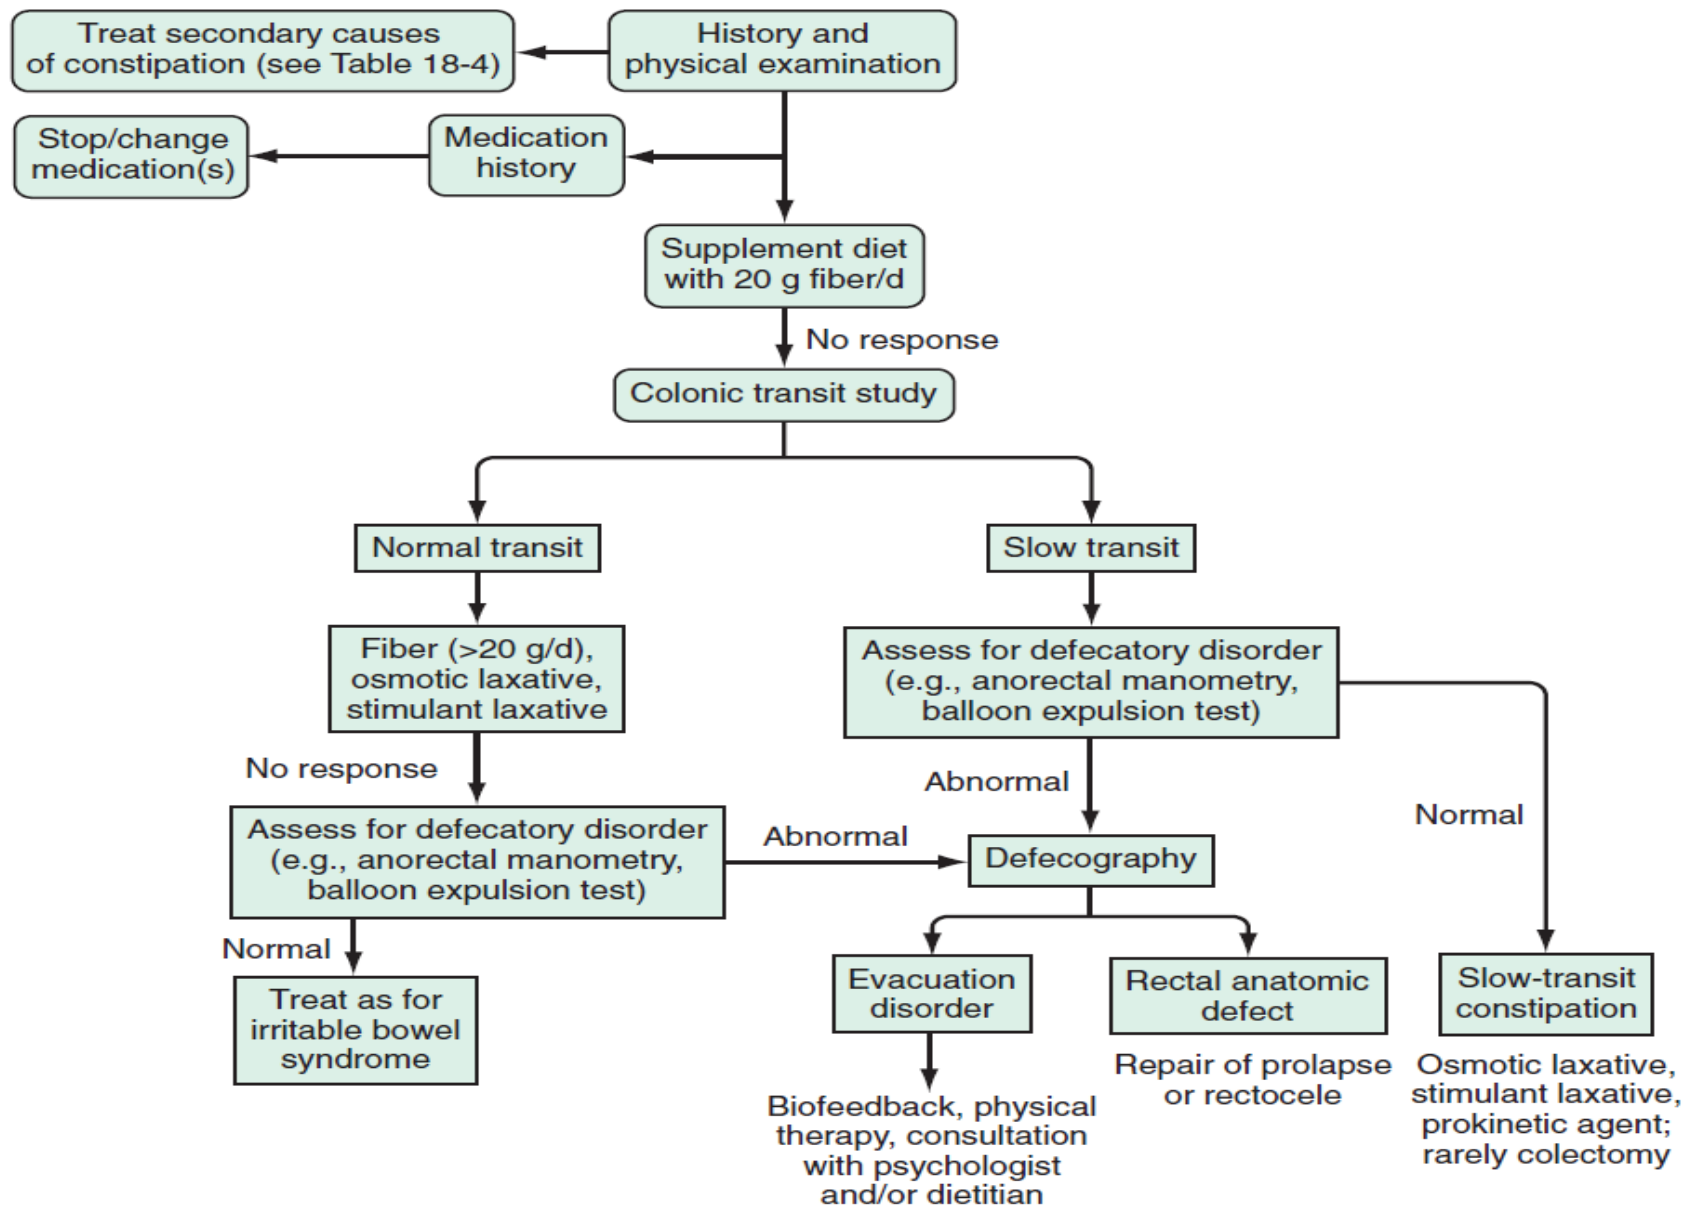 Treat secondary causes
of constipation (see Table 18-4)
History and
physical examination
Stop/change
medication(s)
Medication
history
Supplement diet
with 20 g fiber/d
No response
Colonic transit study
Normal transit
Slow transit
Fiber (>20 g/d),
osmotic laxative,
stimulant laxative
Assess for defecatory disorder
(e.g., anorectal manometry,
balloon expulsion test)
No response
Abnormal
Normal
Assess for defecatory disorder
(e.g., anorectal manometry,
balloon expulsion test)
Abnormal
Defecography
Normal
Treat as for
irritable bowel
syndrome
Evacuation
disorder
Rectal anatomic
defect
Slow-transit
constipation
Biofeedback, physical
therapy, consultation
with psychologist
and/or dietitian
Repair of prolapse
or rectocele
Osmotic laxative,
stimulant laxative,
prokinetic agent;
rarely colectomy